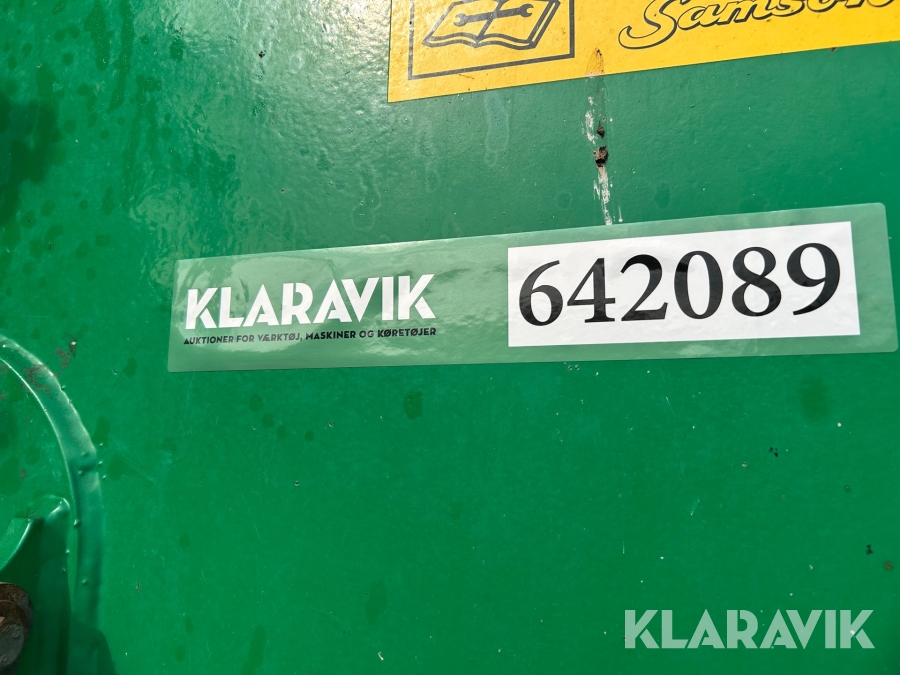 KLARAVIK
AUKTIONER FOR VÆRKTØJ, MASKINER OG KØRETØJER
642089
KLARAVIK